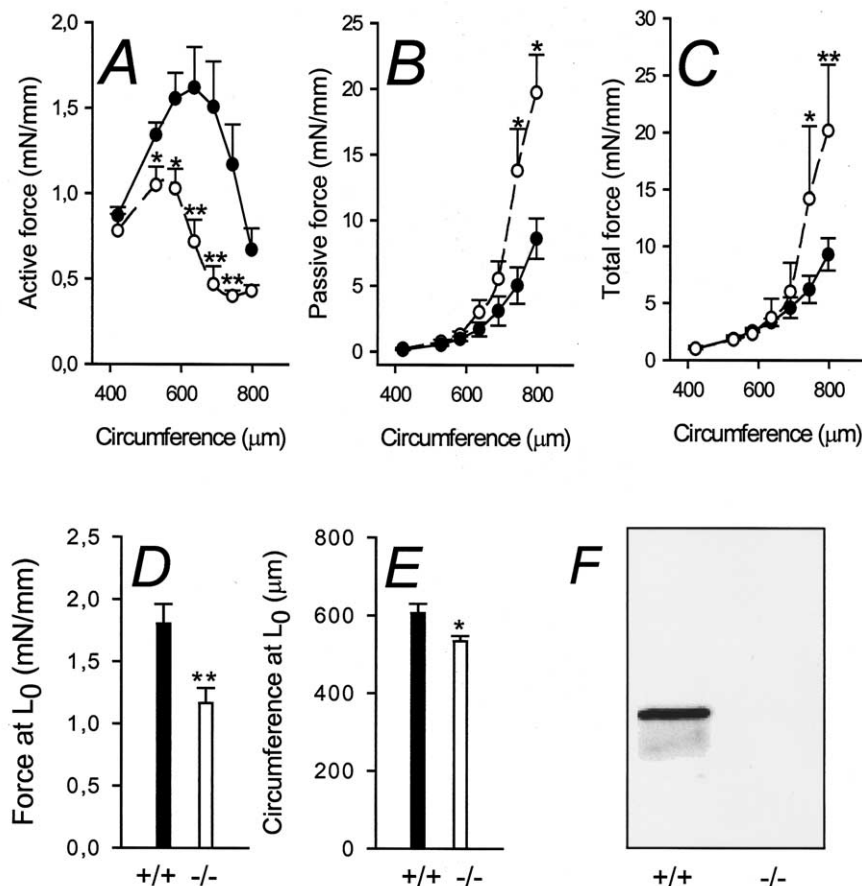 A
Active force (mN/mm)
2,0
1,5
1,0
0,5
0,0
* * ** ** **
400 600 800
Circumference (μm)
B
Passive force (mN/mm)
25
20
15
10
5
0
* *
400 600 800
Circumference (μm)
C
Total force (mN/mm)
30
25
20
15
10
5
0
* **
400 600 800
Circumference (μm)
D
Force at L0 (mN/mm)
2,5
2,0
1,5
1,0
0,5
0,0
**
+/+ -/-
E
Circumference at L0 (μm)
800
600
400
200
0
*
+/+ -/-
F
+/+ -/-